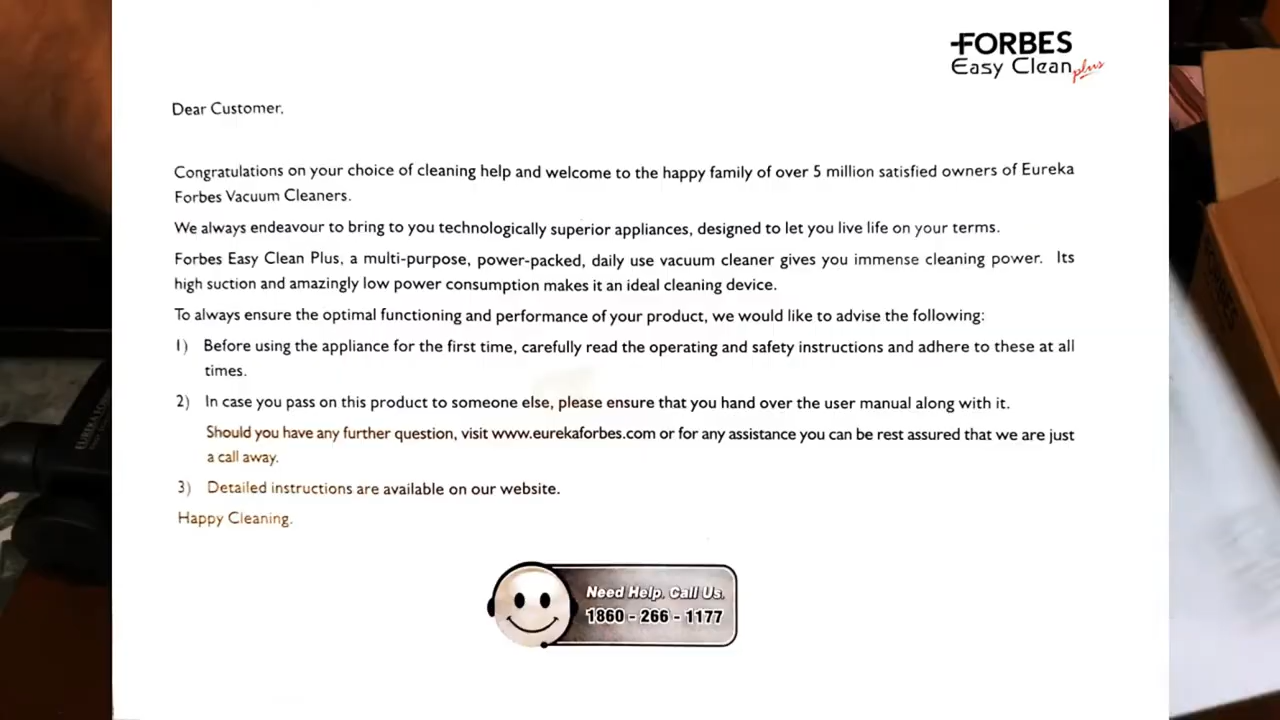 FORBES
Easy Clean plus
Dear Customer,
Congratulations on your choice of cleaning help and welcome to the happy family of over 5 million satisfied owners of Eureka
Forbes Vacuum Cleaners.
We always endeavour to bring to you technologically superior appliances, designed to let you live life on your terms.
Forbes Easy Clean Plus, a multi-purpose, power-packed, daily use vacuum cleaner gives you immense cleaning power. Its
high suction and amazingly low power consumption makes it an ideal cleaning device.
To always ensure the optimal functioning and performance of your product, we would like to advise the following:
1) Before using the appliance for the first time, carefully read the operating and safety instructions and adhere to these at all
times.
2) In case you pass on this product to someone else, please ensure that you hand over the user manual along with it.
Should you have any further question, visit www.eurekaforbes.com or for any assistance you can be rest assured that we are just
a call away.
3) Detailed instructions are available on our website.
Happy Cleaning.
Need Help. Call Us.
1860 - 266 - 1177
EUREKA FOR
FORBES